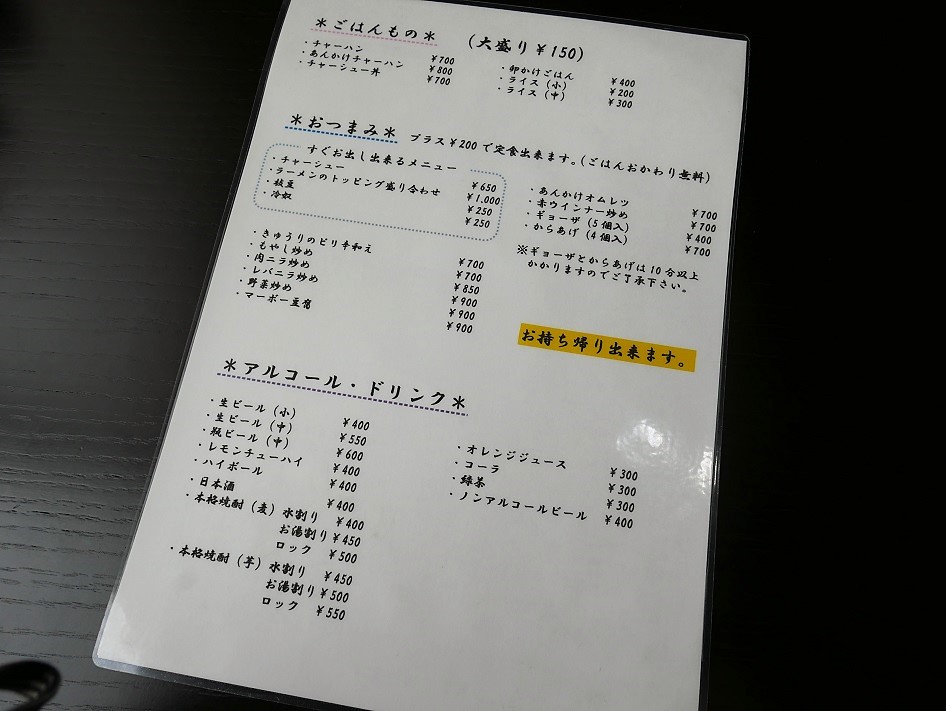 ＊ごはんもの＊ (大盛り¥150)
・チャーハン ¥700
・あんかけチャーハン ¥800
・チャーシュー丼 ¥700
・卵かけごはん ¥400
・ライス（小） ¥200
・ライス（中） ¥300
＊おつまみ＊ プラス¥200で定食出来ます。(ごはんおかわり無料)
すぐお出し出来るメニュー
・チャーシュー ¥650
・ラーメンのトッピング盛り合わせ ¥1,000
・枝豆 ¥250
・冷奴 ¥250
・きゅうりのピリ辛和え ¥700
・もやし炒め ¥700
・肉ニラ炒め ¥850
・レバニラ炒め ¥900
・野菜炒め ¥900
・マーボー豆腐 ¥900
・あんかけオムレツ ¥700
・赤ウインナー炒め ¥700
・ギョーザ（5個入） ¥400
・からあげ（4個入） ¥700
※ギョーザとからあげは10分以上
かかりますのでご了承下さい。
お持ち帰り出来ます。
＊アルコール・ドリンク＊
・生ビール（小） ¥400
・生ビール（中） ¥550
・瓶ビール（中） ¥600
・レモンチューハイ ¥400
・ハイボール ¥400
・日本酒 ¥400
・本格焼酎（麦）水割り ¥400
お湯割り¥450
ロック ¥500
・本格焼酎（芋）水割り ¥450
お湯割り¥500
ロック ¥550
・オレンジジュース ¥300
・コーラ ¥300
・緑茶 ¥300
・ノンアルコールビール ¥400